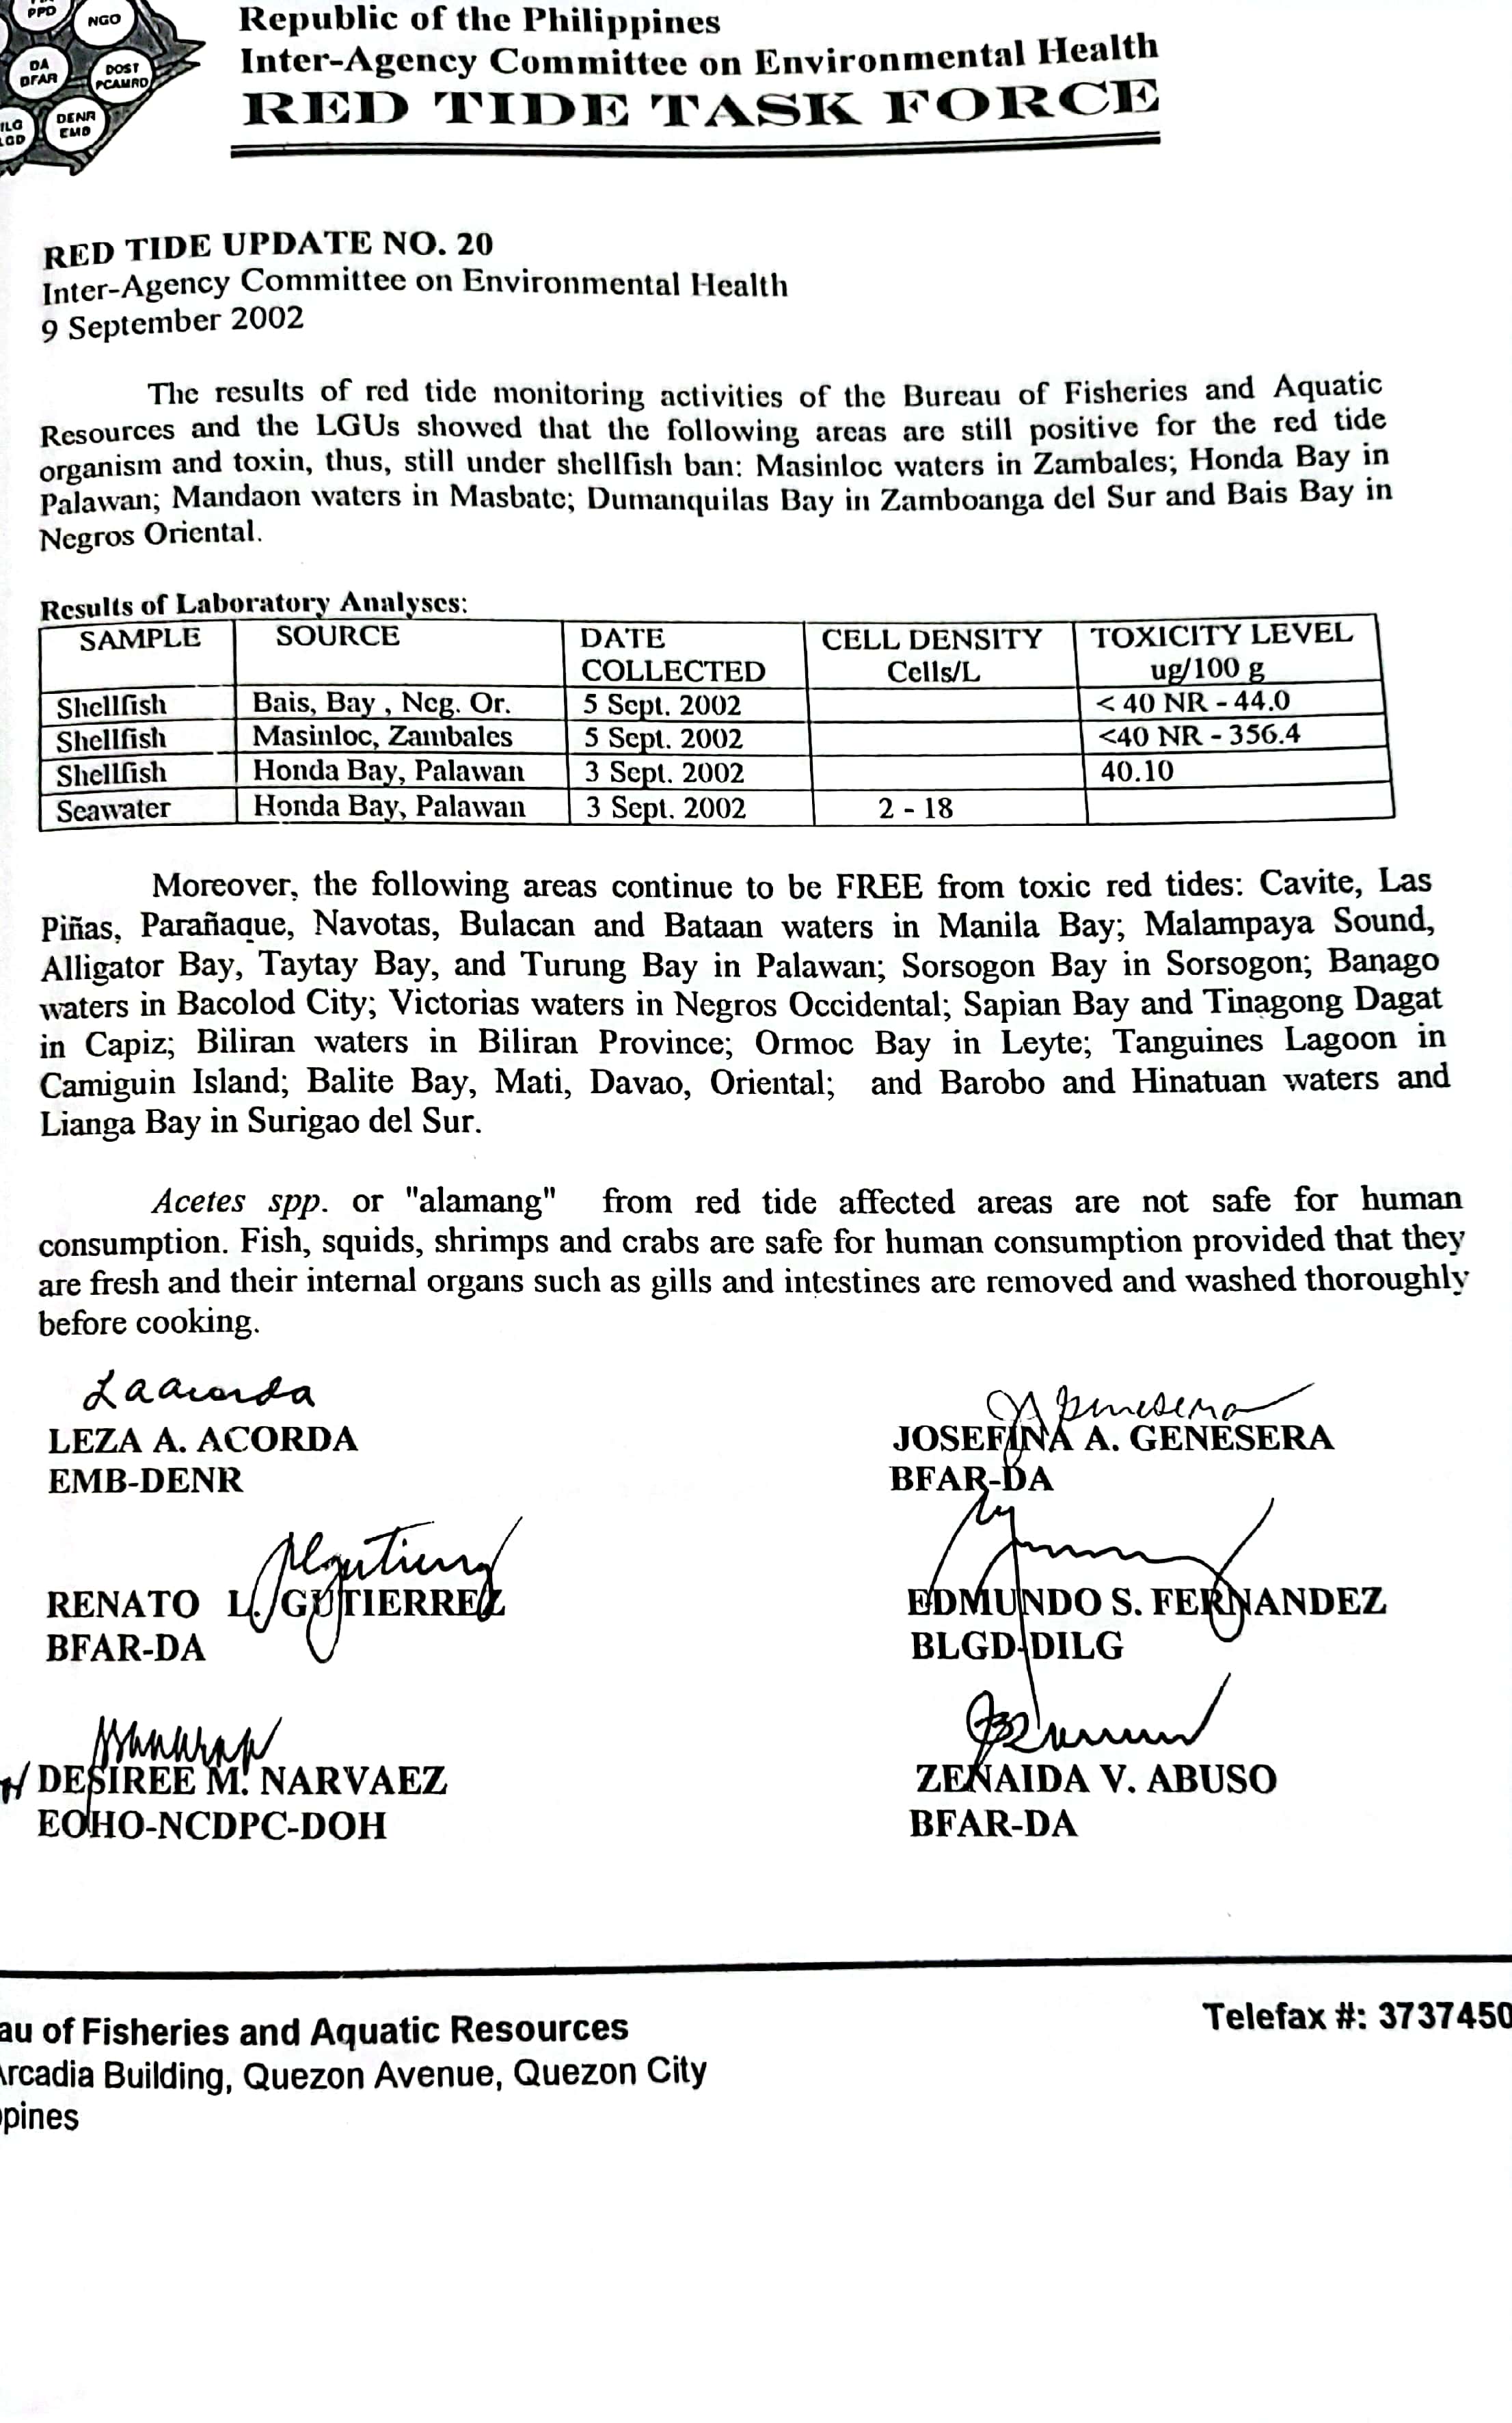 PPD
NGO
DA
BFAR
DOST
PCAMRD
DENR
EMB
Republic of the Philippines
Inter-Agency Committee on Environmental Health
RED TIDE TASK FORCE
RED TIDE UPDATE NO. 20
Inter-Agency Committee on Environmental Health
9 September 2002
The results of red tide monitoring activities of the Bureau of Fisheries and Aquatic
Resources and the LGUs showed that the following areas are still positive for the red tide
organism and toxin, thus, still under shellfish ban: Masinloc waters in Zambales; Honda Bay in
Palawan; Mandaon waters in Masbate; Dumanquilas Bay in Zamboanga del Sur and Bais Bay in
Negros Oriental.
Results of Laboratory Analyses:
SAMPLE SOURCE DATE CELL DENSITY TOXICITY LEVEL
COLLECTED Cells/L ug/100 g
Shellfish Bais, Bay , Neg. Or. 5 Sept. 2002 < 40 NR - 44.0
Shellfish Masinloc, Zambales 5 Sept. 2002 <40 NR - 356.4
Shellfish Honda Bay, Palawan 3 Sept. 2002 40.10
Seawater Honda Bay, Palawan 3 Sept. 2002 2 - 18
Moreover, the following areas continue to be FREE from toxic red tides: Cavite, Las
Piñas, Parañaque, Navotas, Bulacan and Bataan waters in Manila Bay; Malampaya Sound,
Alligator Bay, Taytay Bay, and Turung Bay in Palawan; Sorsogon Bay in Sorsogon; Banago
waters in Bacolod City; Victorias waters in Negros Occidental; Sapian Bay and Tinagong Dagat
in Capiz; Biliran waters in Biliran Province; Ormoc Bay in Leyte; Tanguines Lagoon in
Camiguin Island; Balite Bay, Mati, Davao, Oriental; and Barobo and Hinatuan waters and
Lianga Bay in Surigao del Sur.
Acetes spp. or "alamang" from red tide affected areas are not safe for human
consumption. Fish, squids, shrimps and crabs are safe for human consumption provided that they
are fresh and their internal organs such as gills and intestines are removed and washed thoroughly
before cooking.
LEZA A. ACORDA
EMB-DENR
JOSEFINA A. GENESERA
BFAR-DA
RENATO L. GUTIERREZ
BFAR-DA
EDMUNDO S. FERNANDEZ
BLGD-DILG
DESIREE M. NARVAEZ
EOHO-NCDPC-DOH
ZENAIDA V. ABUSO
BFAR-DA
au of Fisheries and Aquatic Resources
Arcadia Building, Quezon Avenue, Quezon City
pines
Telefax #: 3737450